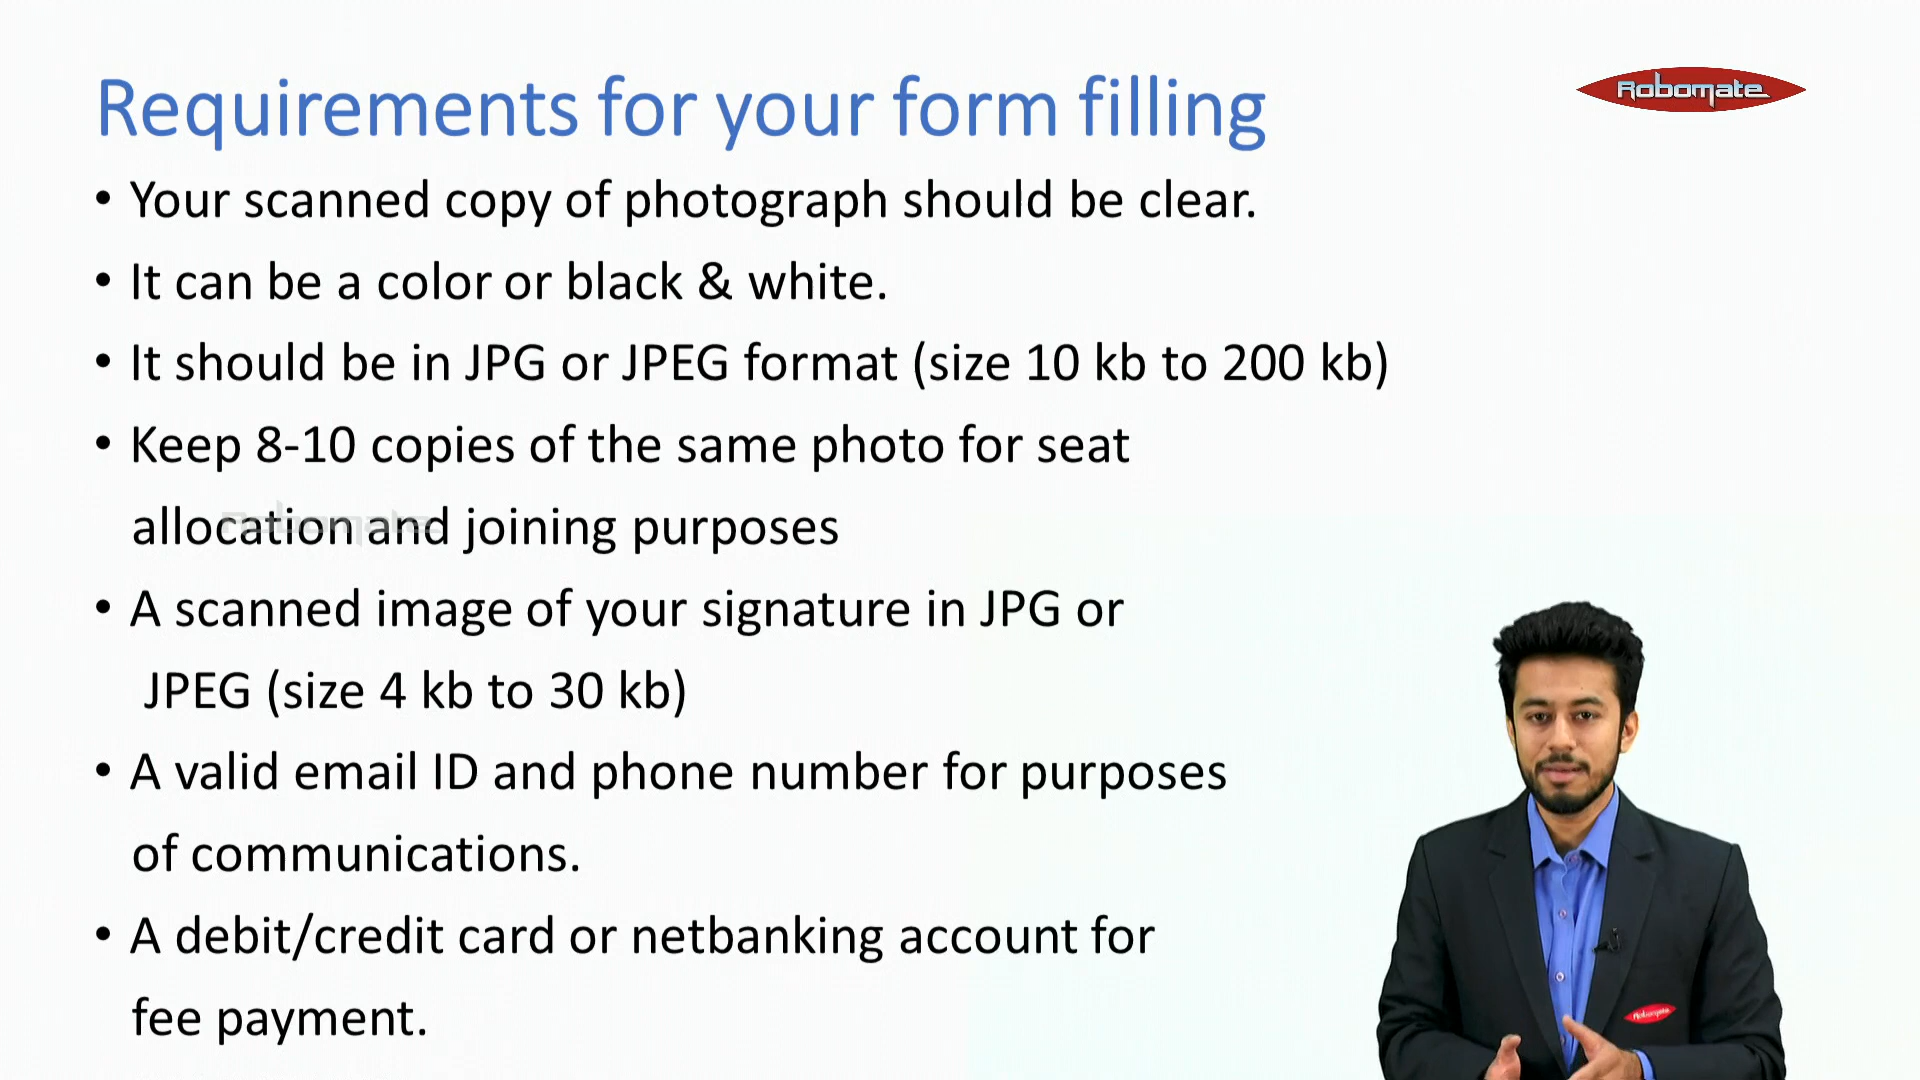 Requirements for your form filling
Robomate
• Your scanned copy of photograph should be clear.
• It can be a color or black & white.
• It should be in JPG or JPEG format (size 10 kb to 200 kb)
• Keep 8-10 copies of the same photo for seat
allocation and joining purposes
Robomate
• A scanned image of your signature in JPG or
JPEG (size 4 kb to 30 kb)
• A valid email ID and phone number for purposes
of communications.
• A debit/credit card or netbanking account for
fee payment.
Robomate